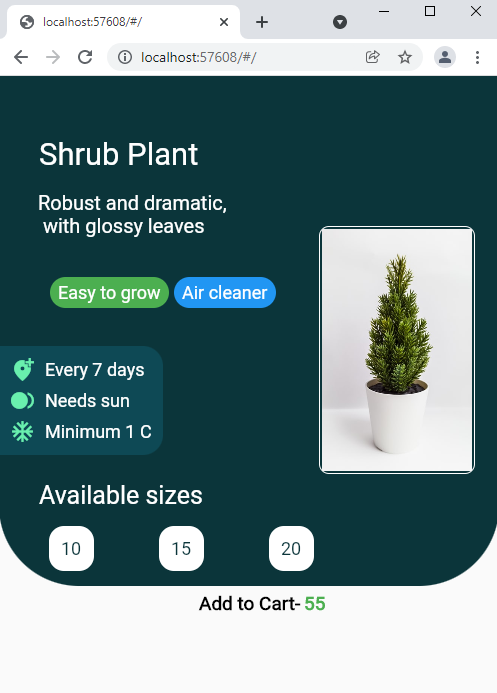 localhost:57608/#/
localhost:57608/#/
Shrub Plant
Robust and dramatic,
with glossy leaves
Easy to grow Air cleaner
Every 7 days
Needs sun
Minimum 1 C
Available sizes
10 15 20
Add to Cart- 55